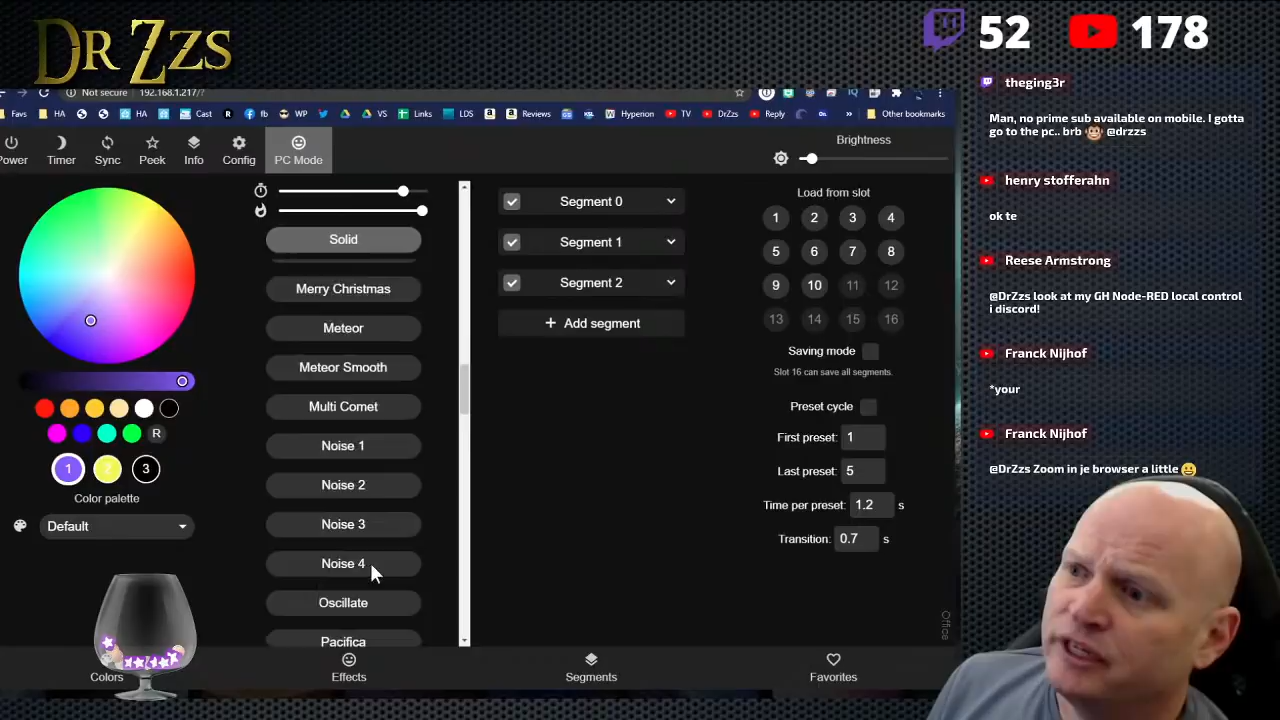 DR ZZS
52
178
Not secure
192.168.1.217/?
Favs
HA
Cast
fb
WP
VS
Links
LDS
Reviews
KSL
Hyperion
TV
DrZzs
Reply
»
Other bookmarks
Power
Timer
Sync
Peek
Info
Config
PC Mode
Brightness
Solid
Merry Christmas
Meteor
Meteor Smooth
Multi Comet
Noise 1
Noise 2
Noise 3
Noise 4
Oscillate
Pacifica
R
1
2
3
Color palette
Default
Segment 0
Segment 1
Segment 2
+ Add segment
Load from slot
1 2 3 4
5 6 7 8
9 10 11 12
13 14 15 16
Saving mode
Slot 16 can save all segments.
Preset cycle
First preset: 1
Last preset: 5
Time per preset: 1.2 s
Transition: 0.7 s
Office
Colors
Effects
Segments
Favorites
theging3r
Man, no prime sub available on mobile. I gotta
go to the pc.. brb @drzzs
henry stofferahn
ok te
Reese Armstrong
@DrZzs look at my GH Node-RED local control
i discord!
Franck Nijhof
*your
Franck Nijhof
@DrZzs Zoom in je browser a little